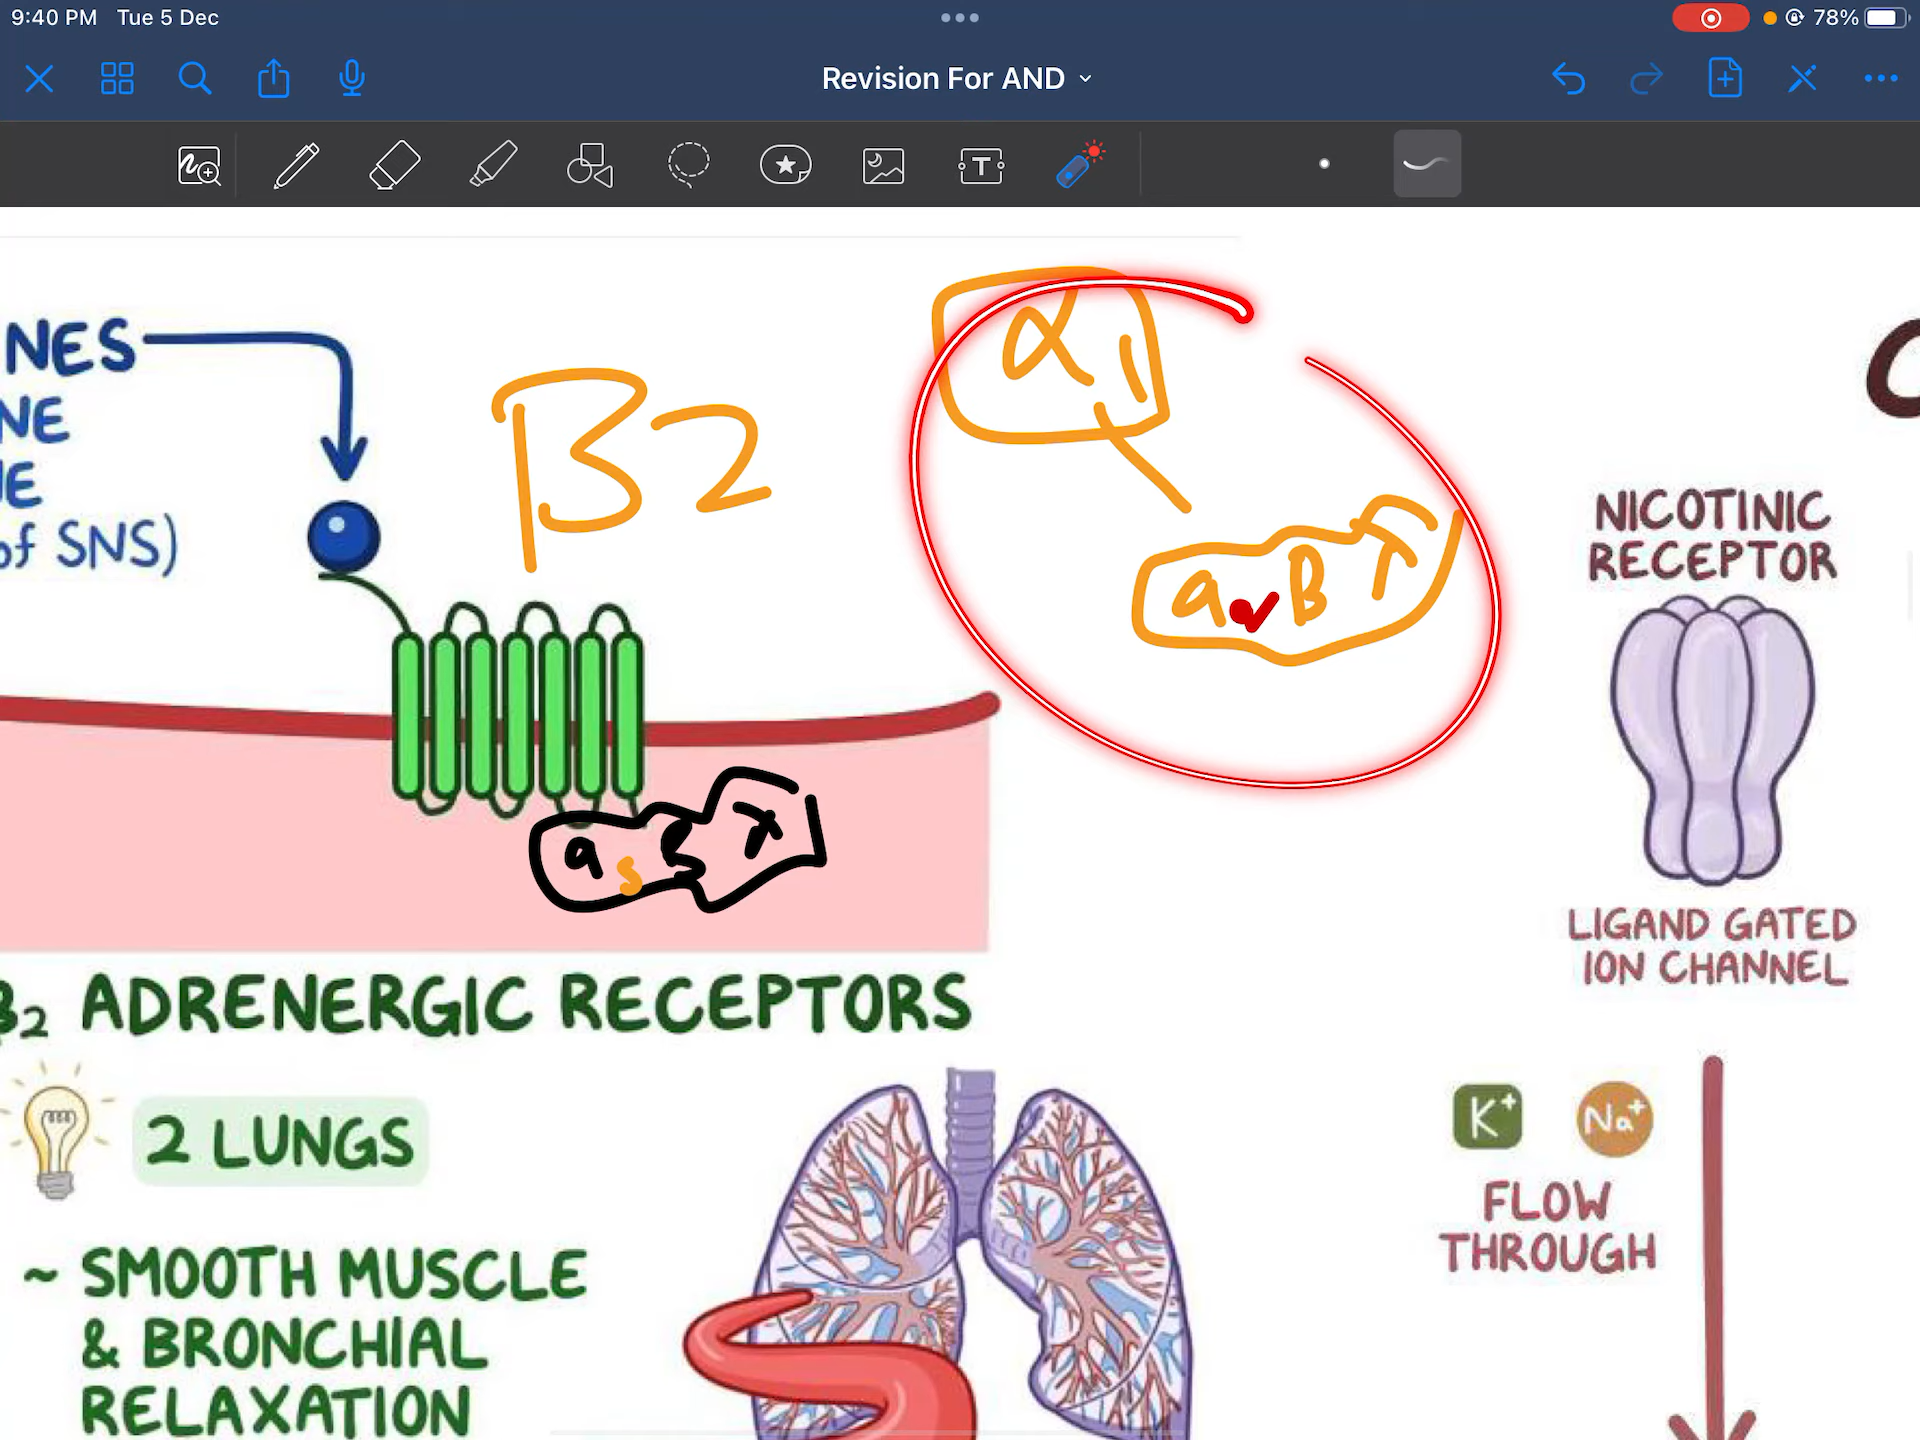 9:40 PM Tue 5 Dec
78%
Revision For AND
T
NES
NE
E
of SNS)
β2
α1
a B γ
NICOTINIC
RECEPTOR
a s γ
LIGAND GATED
ION CHANNEL
β₂ ADRENERGIC RECEPTORS
2 LUNGS
K⁺ Na⁺
FLOW
THROUGH
~ SMOOTH MUSCLE
& BRONCHIAL
RELAXATION